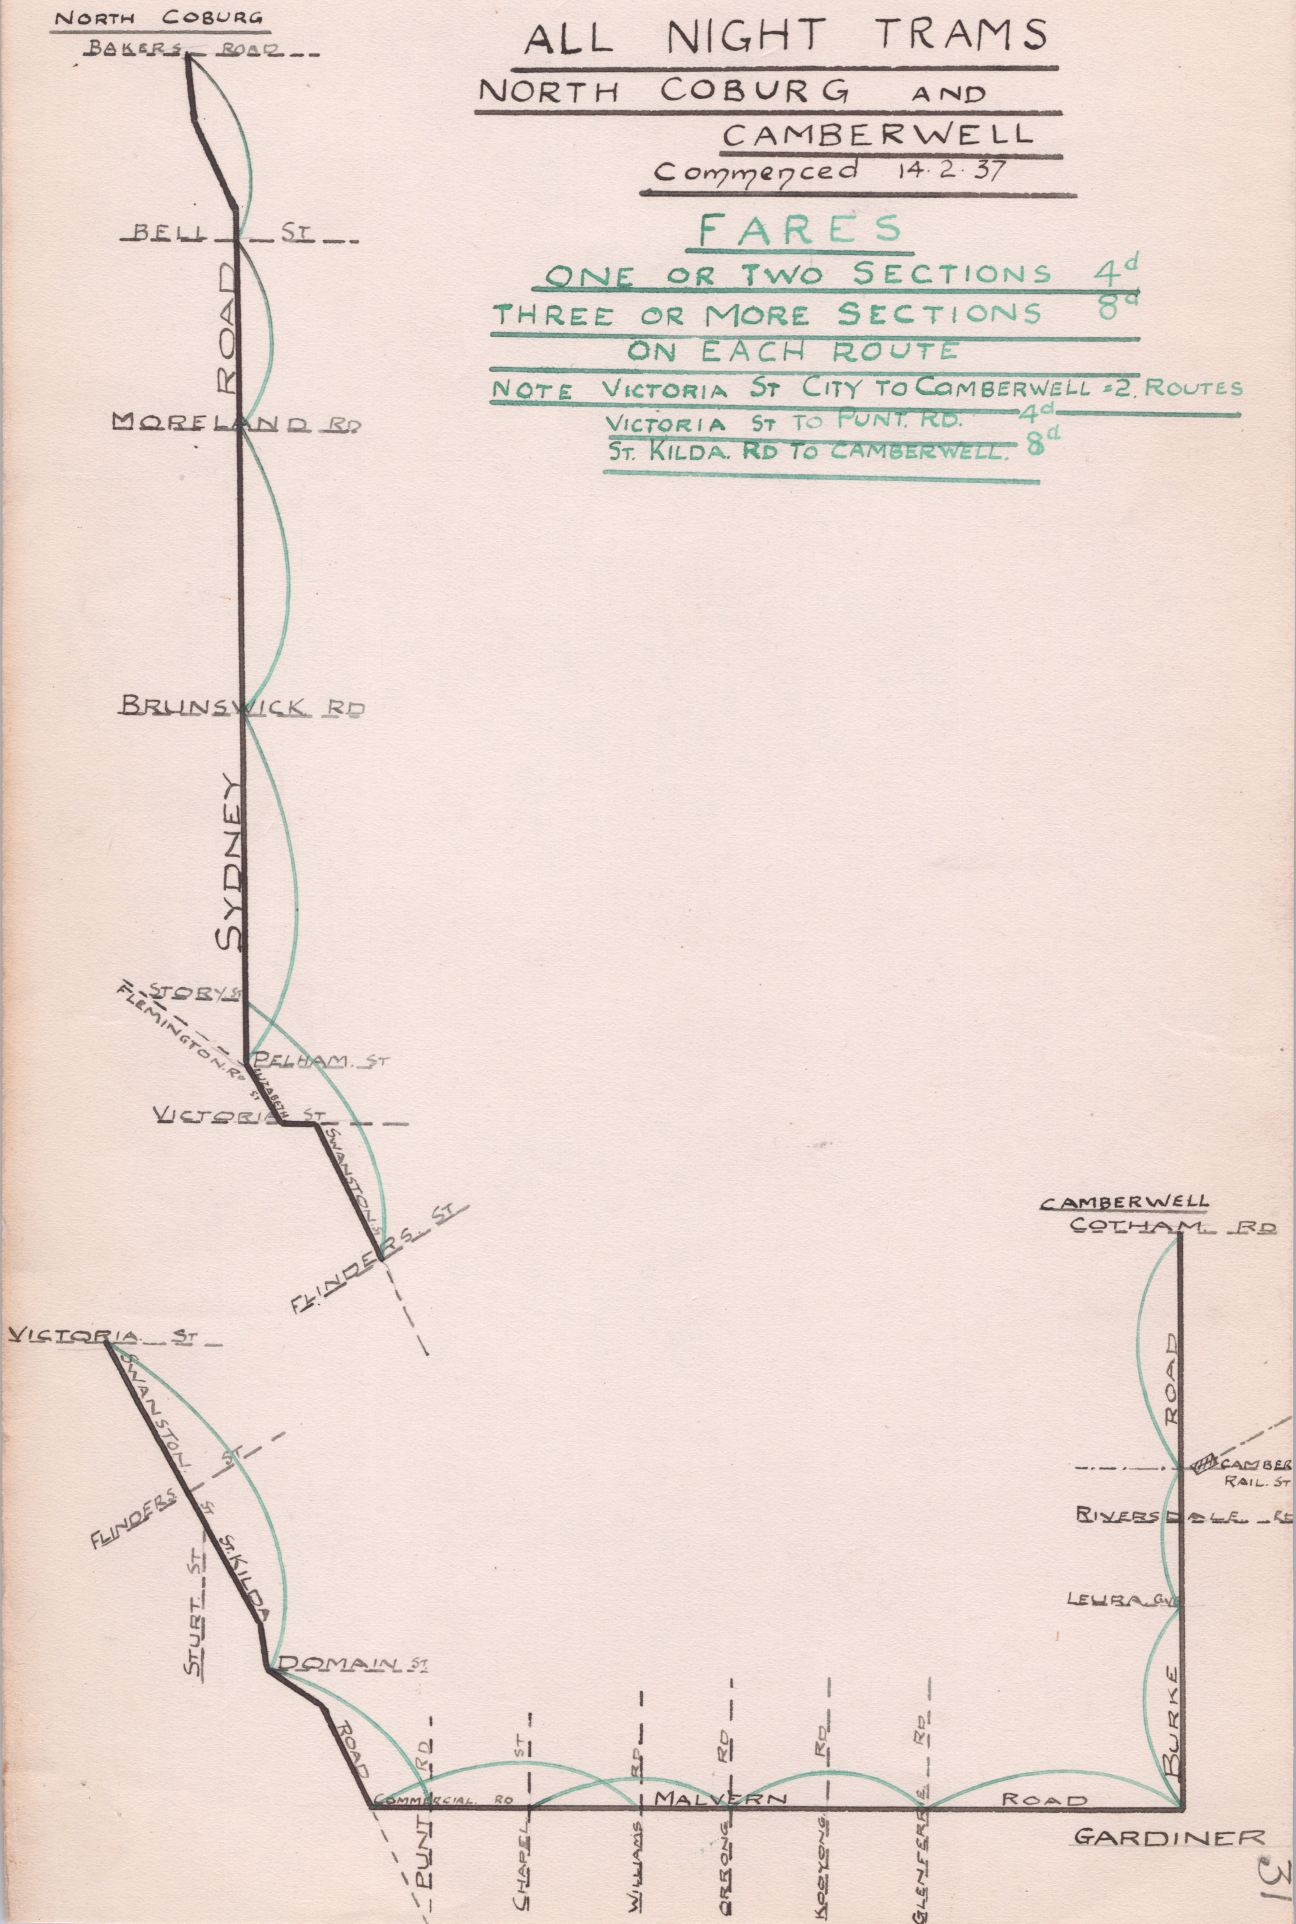 NORTH COBURG
BAKERS ROAD
ALL NIGHT TRAMS
NORTH COBURG AND
CAMBERWELL
Commenced 14.2.37
FARES
ONE OR TWO SECTIONS 4d
THREE OR MORE SECTIONS 8d
ON EACH ROUTE
NOTE VICTORIA ST CITY TO CAMBERWELL =2. ROUTES
VICTORIA ST TO PUNT. RD. 4d
ST. KILDA. RD TO CAMBERWELL. 8d
BELL ST
ROAD
MORELAND RD
BRUNSWICK RD
SYDNEY
STORY ST
FLEMINGTON. RD
PELHAM. ST
ELIZABETH ST
VICTORIA ST
SWANSTON S
FLINDERS. ST
VICTORIA. ST
SWANSTON.
ST
FLINDERS ST
STURT. ST
ST. KILDA
DOMAIN ST.
ROAD
COMMERCIAL. RD
PUNT RD
CHAPEL ST
WILLIAMS RD
MALVERN
ORRONG RD
KOOYONG. RD
GLENFERRIE RD
ROAD
GARDINER
CAMBERWELL
COTHAM. RD
ROAD
CAMBER
RAIL. ST
RIVERSDALE RD
LEURA GV
BURKE
31